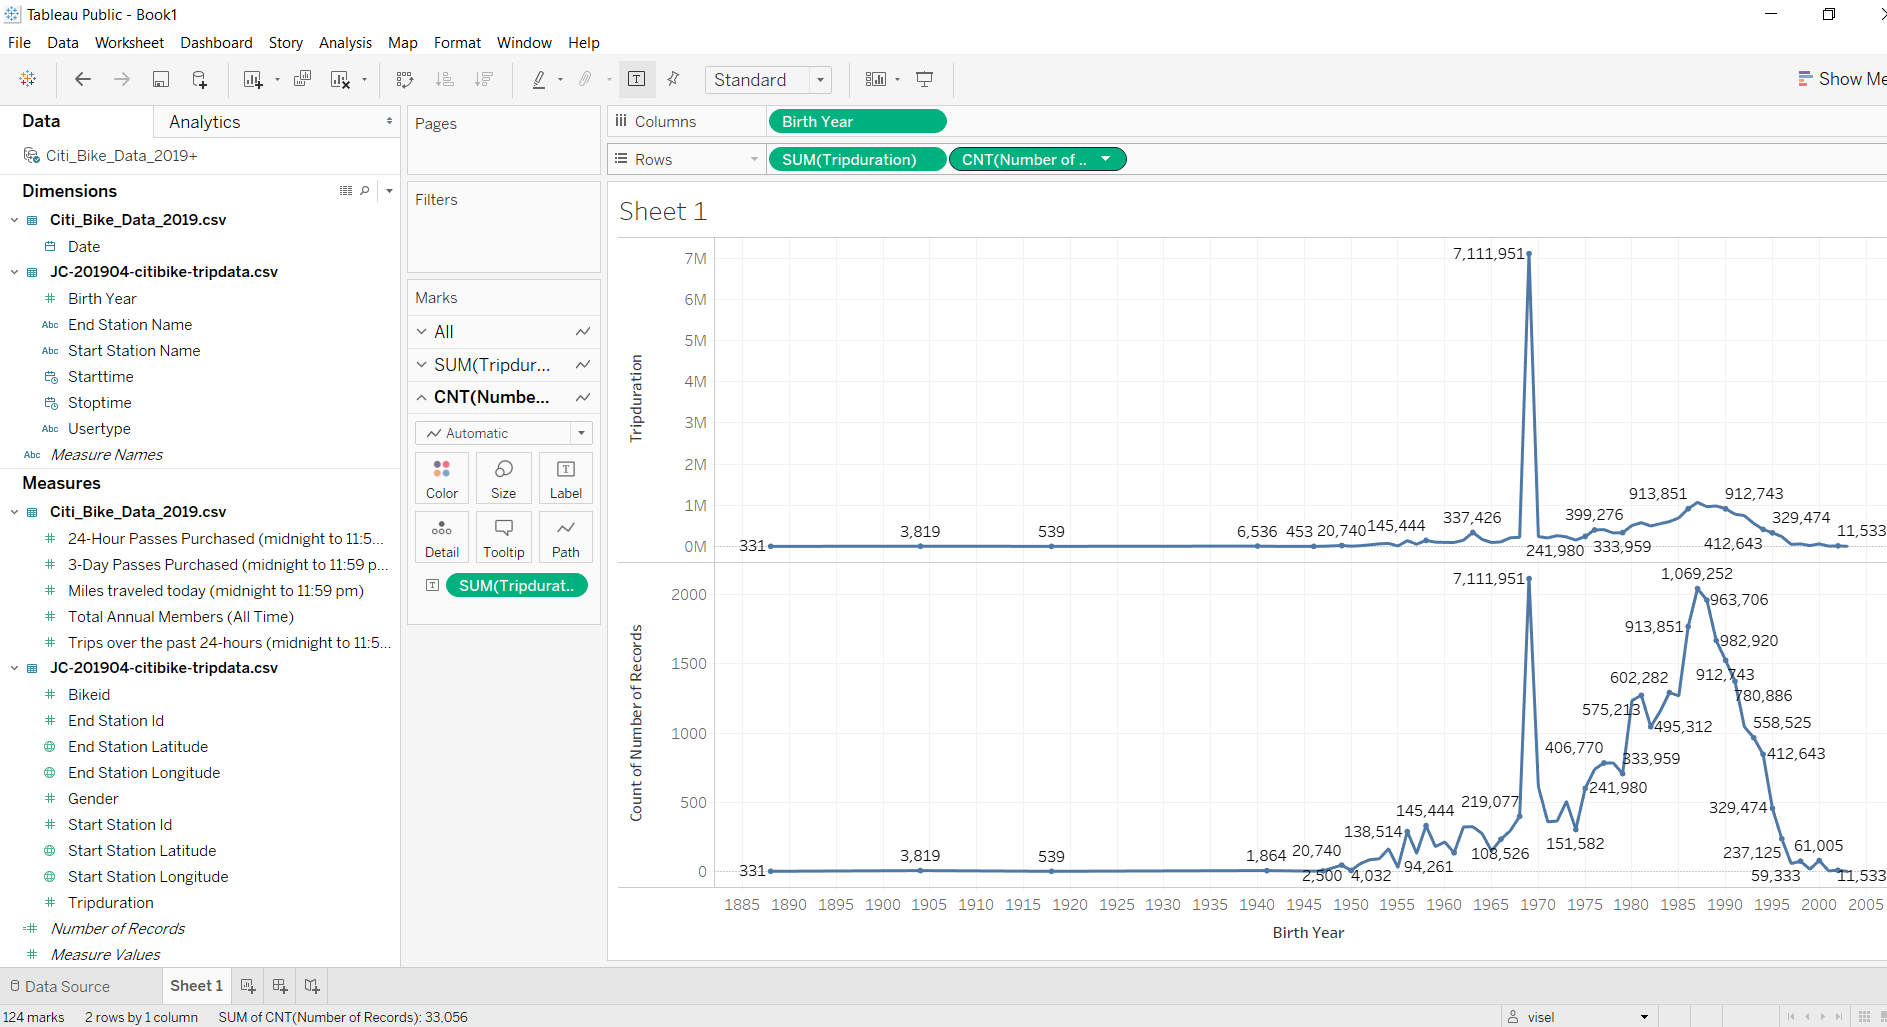 Tableau Public - Book1
File Data Worksheet Dashboard Story Analysis Map Format Window Help
Standard
Show Me
Data
Analytics
Citi_Bike_Data_2019+
Dimensions
Citi_Bike_Data_2019.csv
Date
JC-201904-citibike-tripdata.csv
# Birth Year
Abc End Station Name
Abc Start Station Name
Starttime
Stoptime
Abc Usertype
Abc Measure Names
Measures
Citi_Bike_Data_2019.csv
# 24-Hour Passes Purchased (midnight to 11:5...
# 3-Day Passes Purchased (midnight to 11:59 p...
# Miles traveled today (midnight to 11:59 pm)
# Total Annual Members (All Time)
# Trips over the past 24-hours (midnight to 11:5...
JC-201904-citibike-tripdata.csv
# Bikeid
# End Station Id
End Station Latitude
End Station Longitude
# Gender
# Start Station Id
Start Station Latitude
Start Station Longitude
# Tripduration
=# Number of Records
# Measure Values
Pages
Filters
Marks
All
SUM(Tripdur...
CNT(Numbe...
Automatic
Color
Size
T
Label
Detail
Tooltip
Path
T SUM(Tripdurat..
Columns
Birth Year
Rows
SUM(Tripduration)
CNT(Number of ..
Sheet 1
Tripduration
7M
6M
5M
4M
3M
2M
1M
0M
7,111,951
331
3,819
539
6,536
453
20,740
145,444
337,426
241,980
399,276
333,959
913,851
912,743
412,643
329,474
11,533
Count of Number of Records
2000
1500
1000
500
0
331
3,819
539
1,864
20,740
2,500
4,032
138,514
145,444
94,261
219,077
108,526
7,111,951
151,582
241,980
406,770
333,959
575,213
602,282
495,312
913,851
1,069,252
963,706
982,920
912,743
780,886
558,525
412,643
329,474
237,125
59,333
61,005
11,533
1885 1890 1895 1900 1905 1910 1915 1920 1925 1930 1935 1940 1945 1950 1955 1960 1965 1970 1975 1980 1985 1990 1995 2000 2005
Birth Year
Data Source
Sheet 1
124 marks
2 rows by 1 column
SUM of CNT(Number of Records): 33,056
visel